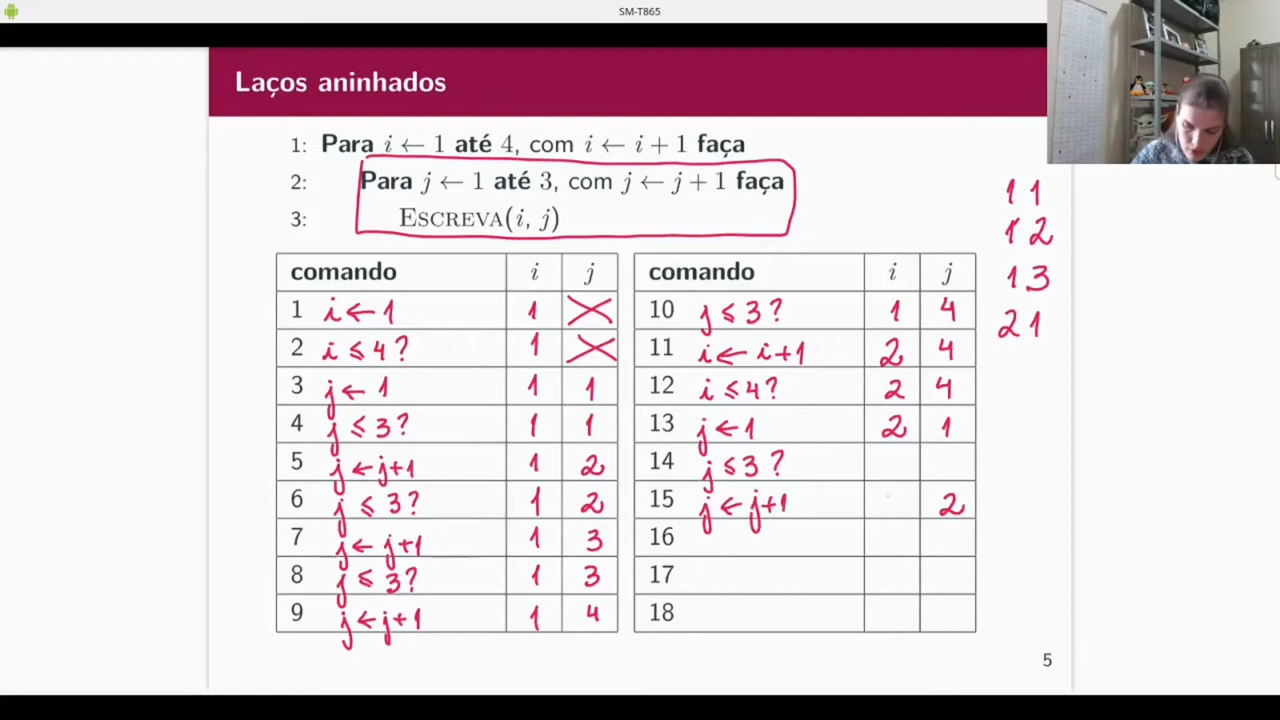 SM-T865
Laços aninhados
1: Para i ← 1 até 4, com i ← i + 1 faça
2: Para j ← 1 até 3, com j ← j + 1 faça
3: ESCREVA(i, j)
comando i j
1 i ← 1 1
2 i ≤ 4 ? 1
3 j ← 1 1 1
4 j ≤ 3 ? 1 1
5 j ← j+1 1 2
6 j ≤ 3 ? 1 2
7 j ← j+1 1 3
8 j ≤ 3 ? 1 3
9 j ← j+1 1 4
comando i j
10 j ≤ 3 ? 1 4
11 i ← i+1 2 4
12 i ≤ 4 ? 2 4
13 j ← 1 2 1
14 j ≤ 3 ?
15 j ← j+1 2
16
17
18
1 1
1 2
1 3
2 1
5